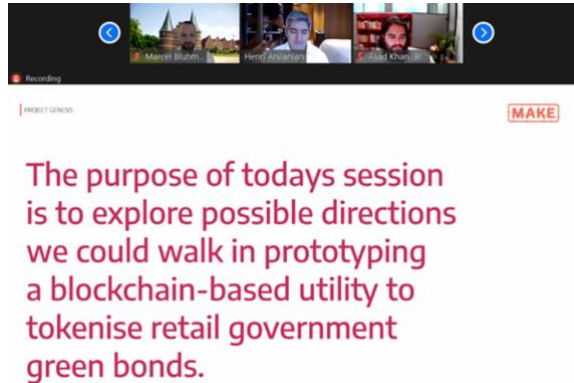 Marcel Bluhm...
Henri Arslanian
Asad Khan (Br...
Recording
PROJECT GENESIS
MAKE
The purpose of todays session
is to explore possible directions
we could walk in prototyping
a blockchain-based utility to
tokenise retail government
green bonds.